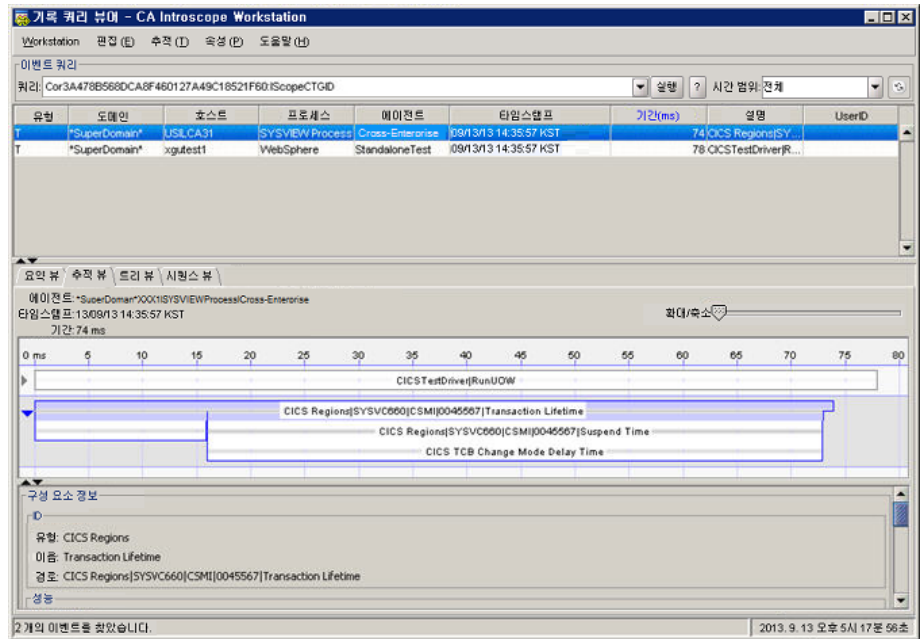 기록 쿼리 뷰어 - CA Introscope Workstation
Workstation 편집(E) 추적(T) 속성(P) 도움말(H)
이벤트 쿼리
쿼리: Cor3A478B568DCA8F460127A49C18521F60:IScopeCTGID 실행 ? 시간 범위: 전체
유형 도메인 호스트 프로세스 에이전트 타임스탬프 기간(ms) 설명 UserID
T *SuperDomain* USILCA31 SYSVIEW Process Cross-Enterprise 09/13/13 14:35:57 KST 74 CICS Regions|SY...
T *SuperDomain* xgutest1 WebSphere StandaloneTest 09/13/13 14:35:57 KST 78 CICSTestDriver|R...
요약 뷰 추적 뷰 트리 뷰 시퀀스 뷰
에이전트: *SuperDoman*XXX1ISYSVIEWProcessICross-Enterorise
타임스탬프: 13/09/13 14:35:57 KST 확대/축소
기간: 74 ms
0 ms 5 10 15 20 25 30 35 40 45 50 55 60 65 70 75 80
CICSTestDriver|RunUOW
CICS Regions|SYSVC660|CSMI|0045567|Transaction Lifetime
CICS Regions|SYSVC660|CSMI|0045567|Suspend Time
CICS TCB Change Mode Delay Time
구성 요소 정보
ID
유형: CICS Regions
이름: Transaction Lifetime
경로: CICS Regions|SYSVC660|CSMI|0045567|Transaction Lifetime
성능
2개의 이벤트를 찾았습니다. 2013. 9. 13 오후 5시 17분 56초